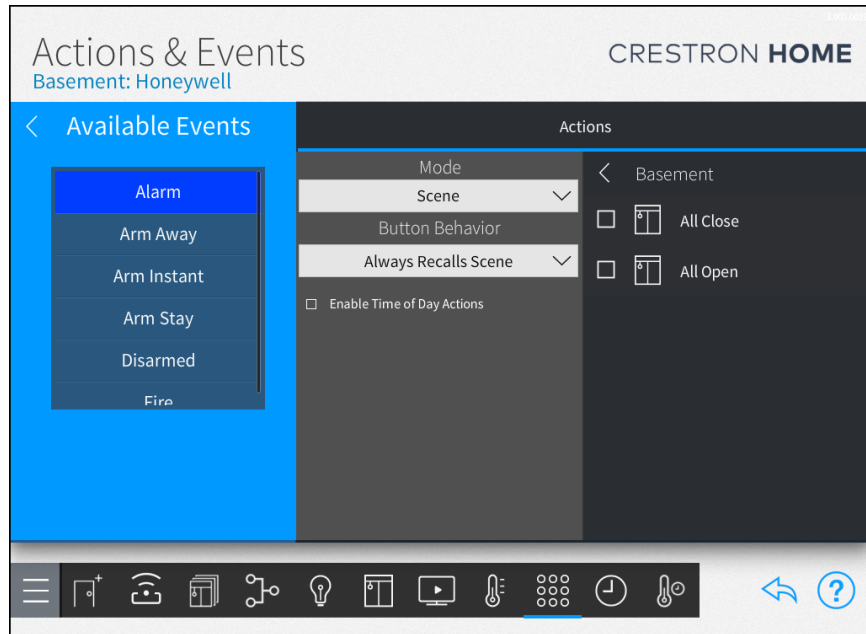 Actions & Events
CRESTRON HOME
Basement: Honeywell
Available Events
Actions
Alarm
Arm Away
Arm Instant
Arm Stay
Disarmed
Fire
Mode
Scene
Button Behavior
Always Recalls Scene
Enable Time of Day Actions
Basement
All Close
All Open
?